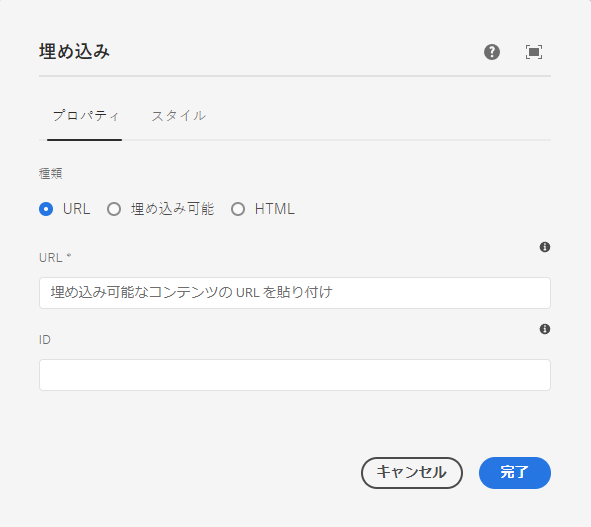 埋め込み
プロパティ スタイル
種類
URL 埋め込み可能 HTML
URL *
埋め込み可能なコンテンツの URL を貼り付け
ID
キャンセル 完了